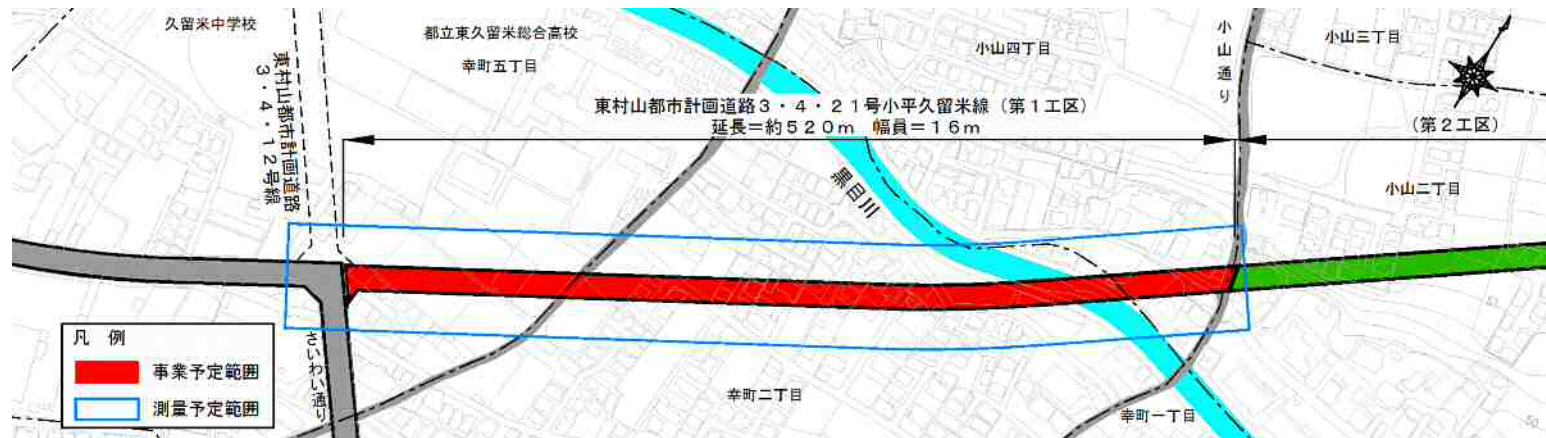 久留米中学校
都立東久留米総合高校
幸町五丁目
小山四丁目
小山通り
小山三丁目
東村山都市計画道路
3・4・12号線
東村山都市計画道路3・4・21号小平久留米線(第1工区)
延長=約520m 幅員=16m
(第2工区)
小山二丁目
黒目川
凡 例
事業予定範囲
測量予定範囲
さいわい通り
幸町二丁目
幸町一丁目
50